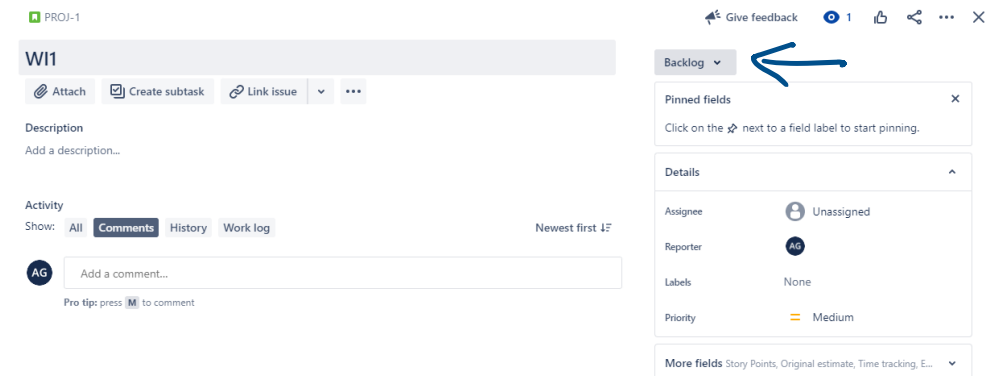 PROJ-1
Give feedback
1
WI1
Backlog
Attach
Create subtask
Link issue
Pinned fields
Click on the next to a field label to start pinning.
Description
Add a description...
Details
Activity
Show: All Comments History Work log
Newest first
Assignee Unassigned
Reporter AG
Labels None
Priority Medium
AG
Add a comment...
Pro tip: press M to comment
More fields Story Points, Original estimate, Time tracking, E...